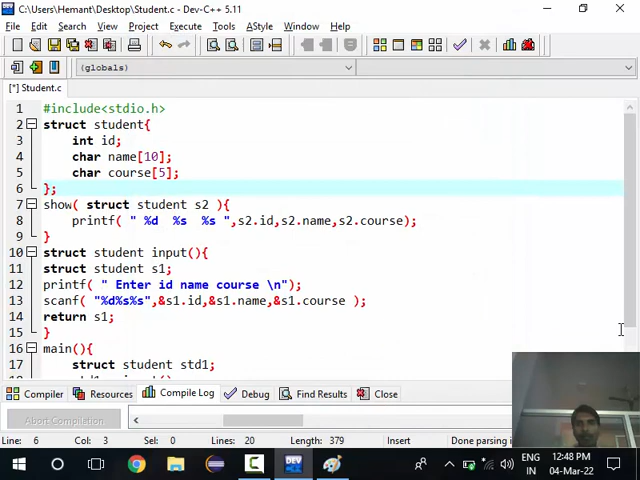 C:\Users\Hemant\Desktop\Student.c - Dev-C++ 5.11
File Edit Search View Project Execute Tools AStyle Window Help
(globals)
[*] Student.c
1 #include<stdio.h>
2 struct student{
3 int id;
4 char name[10];
5 char course[5];
6 };
7 show( struct student s2 ){
8 printf( " %d  %s  %s ",s2.id,s2.name,s2.course);
9 }
10 struct student input(){
11 struct student s1;
12 printf( " Enter id name course \n");
13 scanf( "%d%s%s",&s1.id,&s1.name,&s1.course );
14 return s1;
15 }
16 main(){
17 struct student std1;
Compiler Resources Compile Log Debug Find Results Close
Abort Compilation
Line: 6 Col: 3 Sel: 0 Lines: 20 Length: 379 Insert Done parsing
DEV
ENG 12:48 PM
IN 04-Mar-22